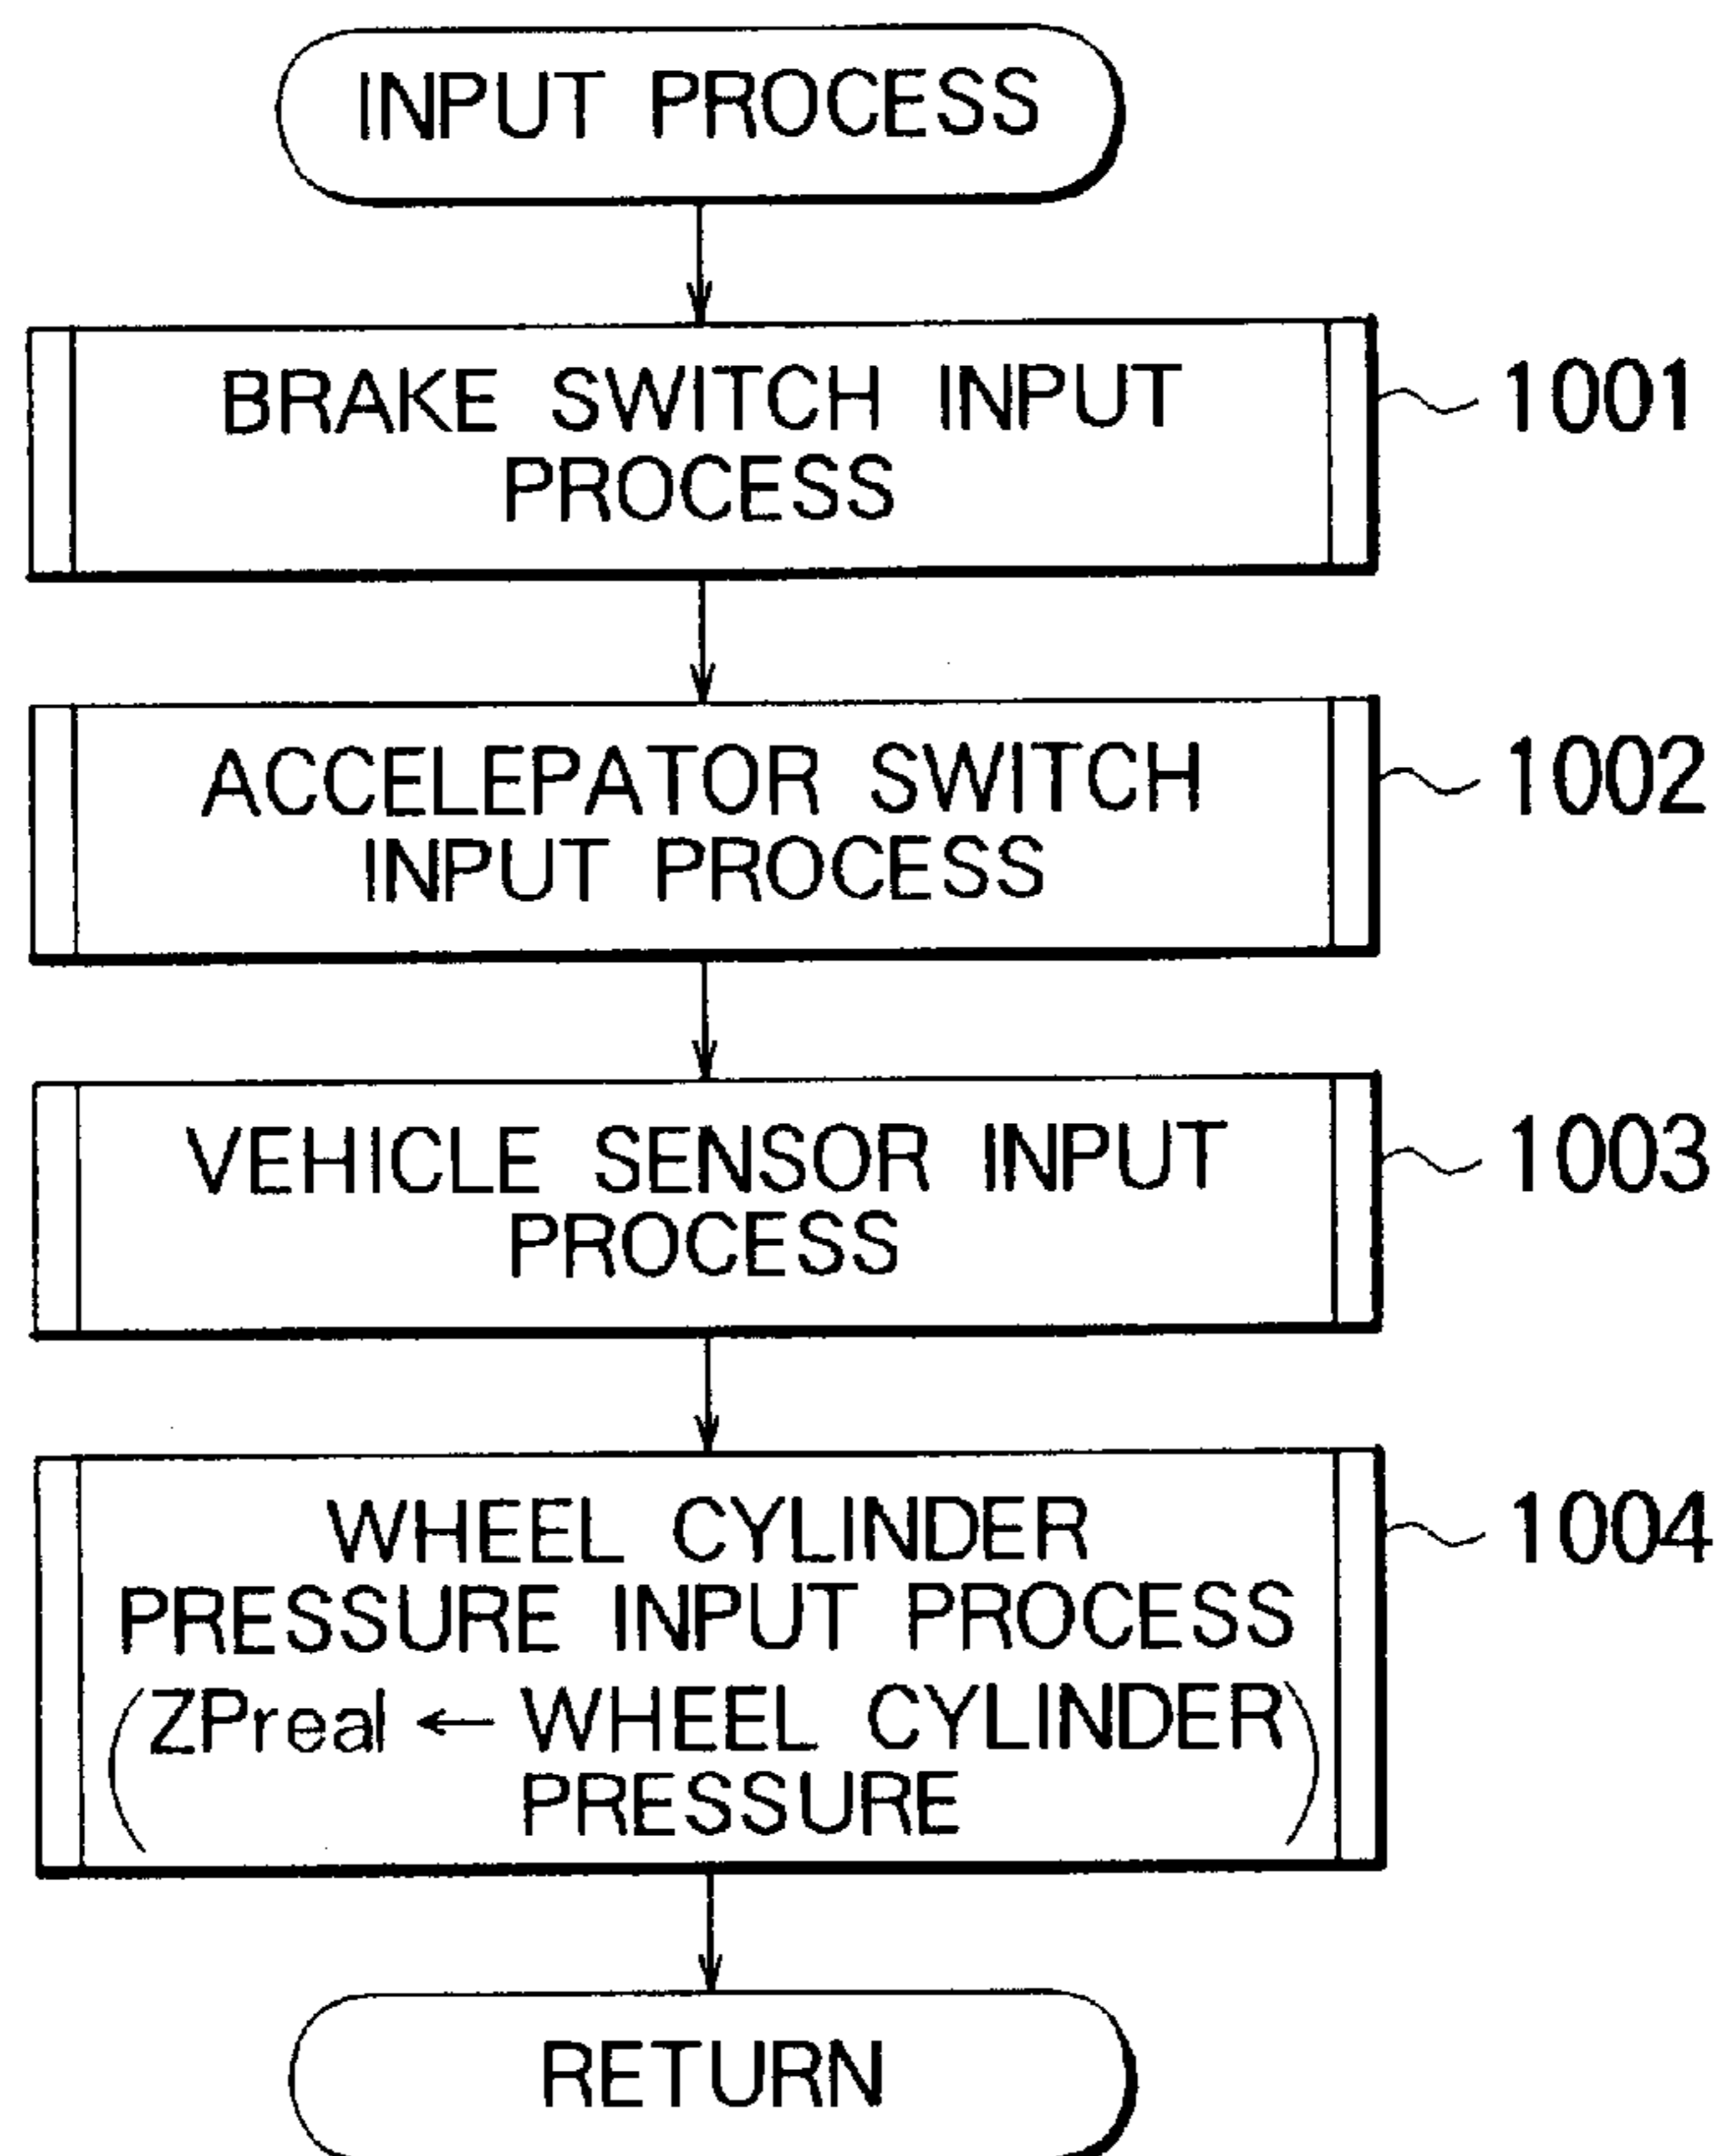 INPUT PROCESS
BRAKE SWITCH INPUT
PROCESS
1001
ACCELEPATOR SWITCH
INPUT PROCESS
1002
VEHICLE SENSOR INPUT
PROCESS
1003
WHEEL CYLINDER
PRESSURE INPUT PROCESS
(ZPreal ← WHEEL CYLINDER
PRESSURE)
1004
RETURN